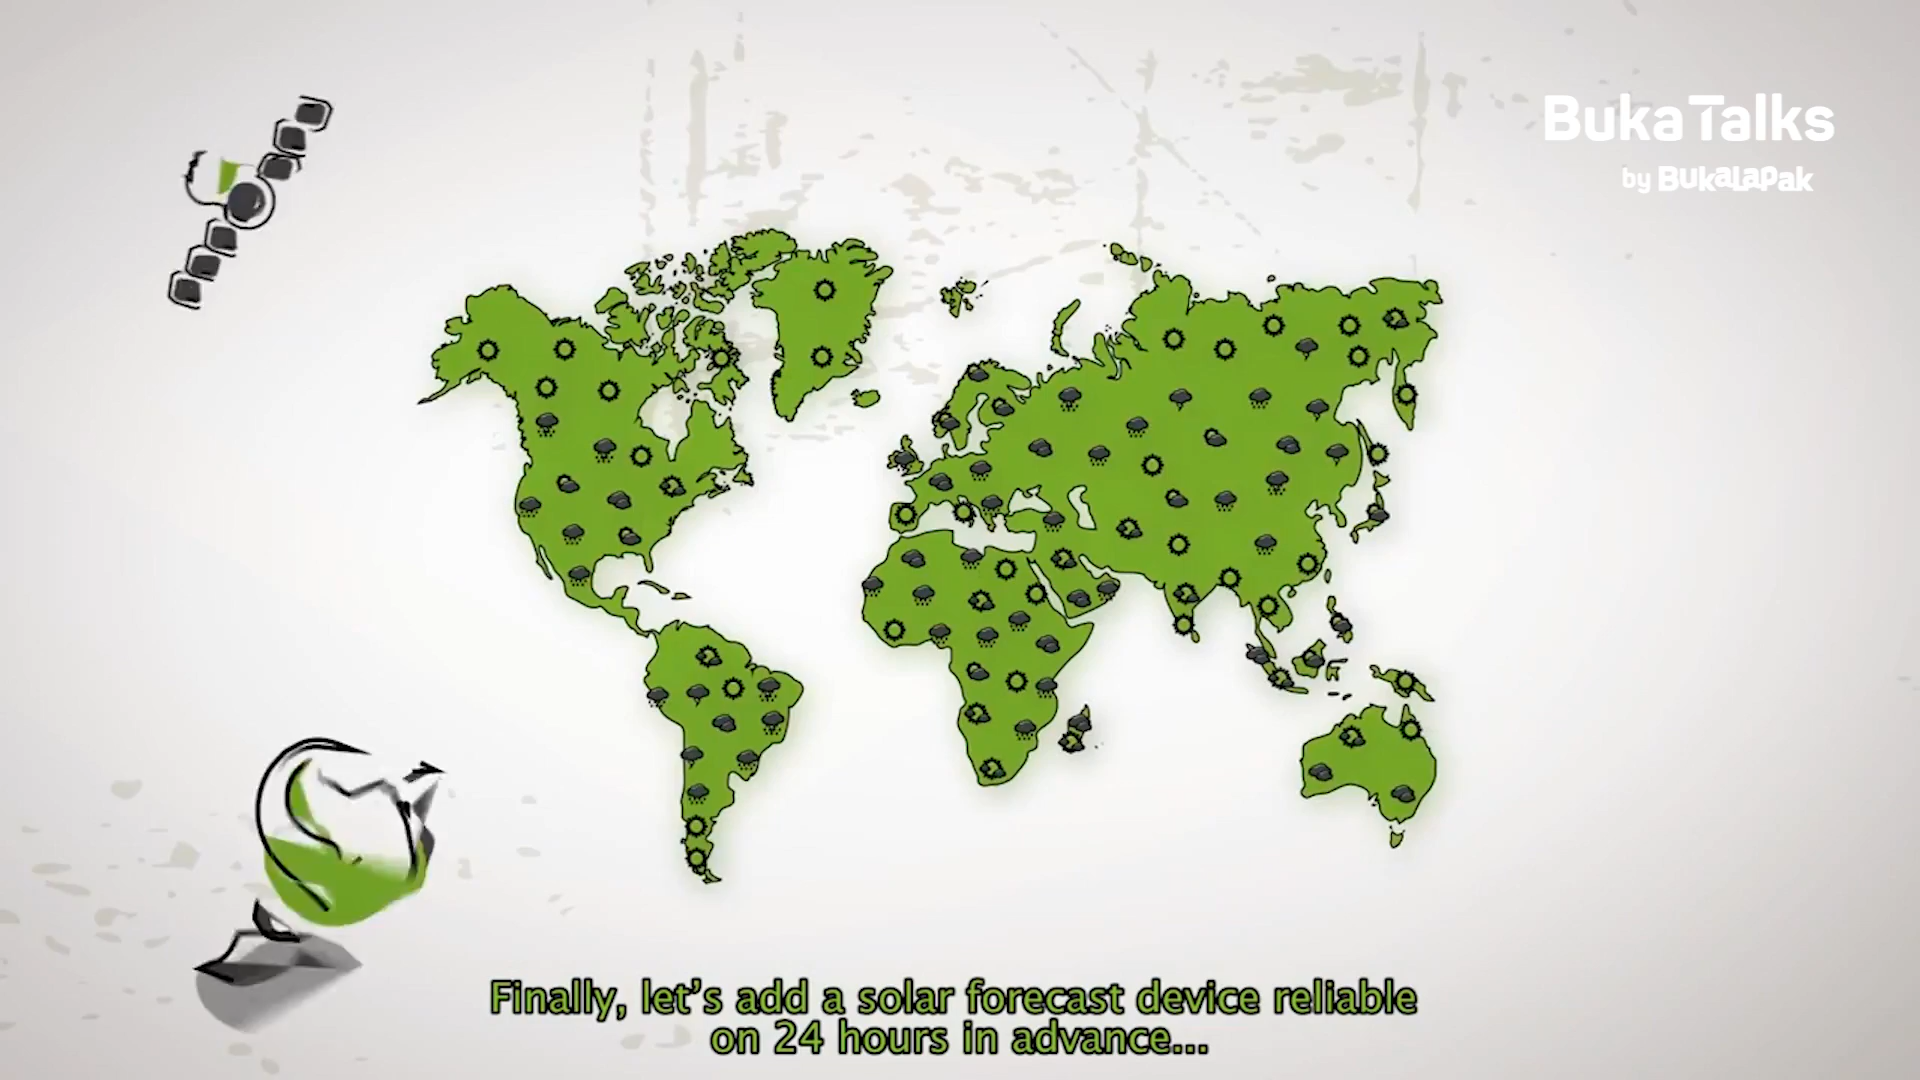 BukaTalks
by Bukalapak
Finally, let's add a solar forecast device reliable
on 24 hours in advance...